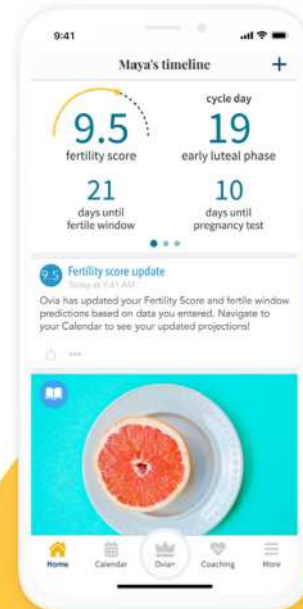 9:41
Maya's timeline
+
9.5
fertility score
cycle day
19
early luteal phase
21
days until
fertile window
10
days until
pregnancy test
9.5
Fertility score update
Today at 9:41 AM
Ovia has updated your Fertility Score and fertile window
predictions based on data you entered. Navigate to
your Calendar to see your updated projections!
Home
Calendar
Ovia+
Coaching
More